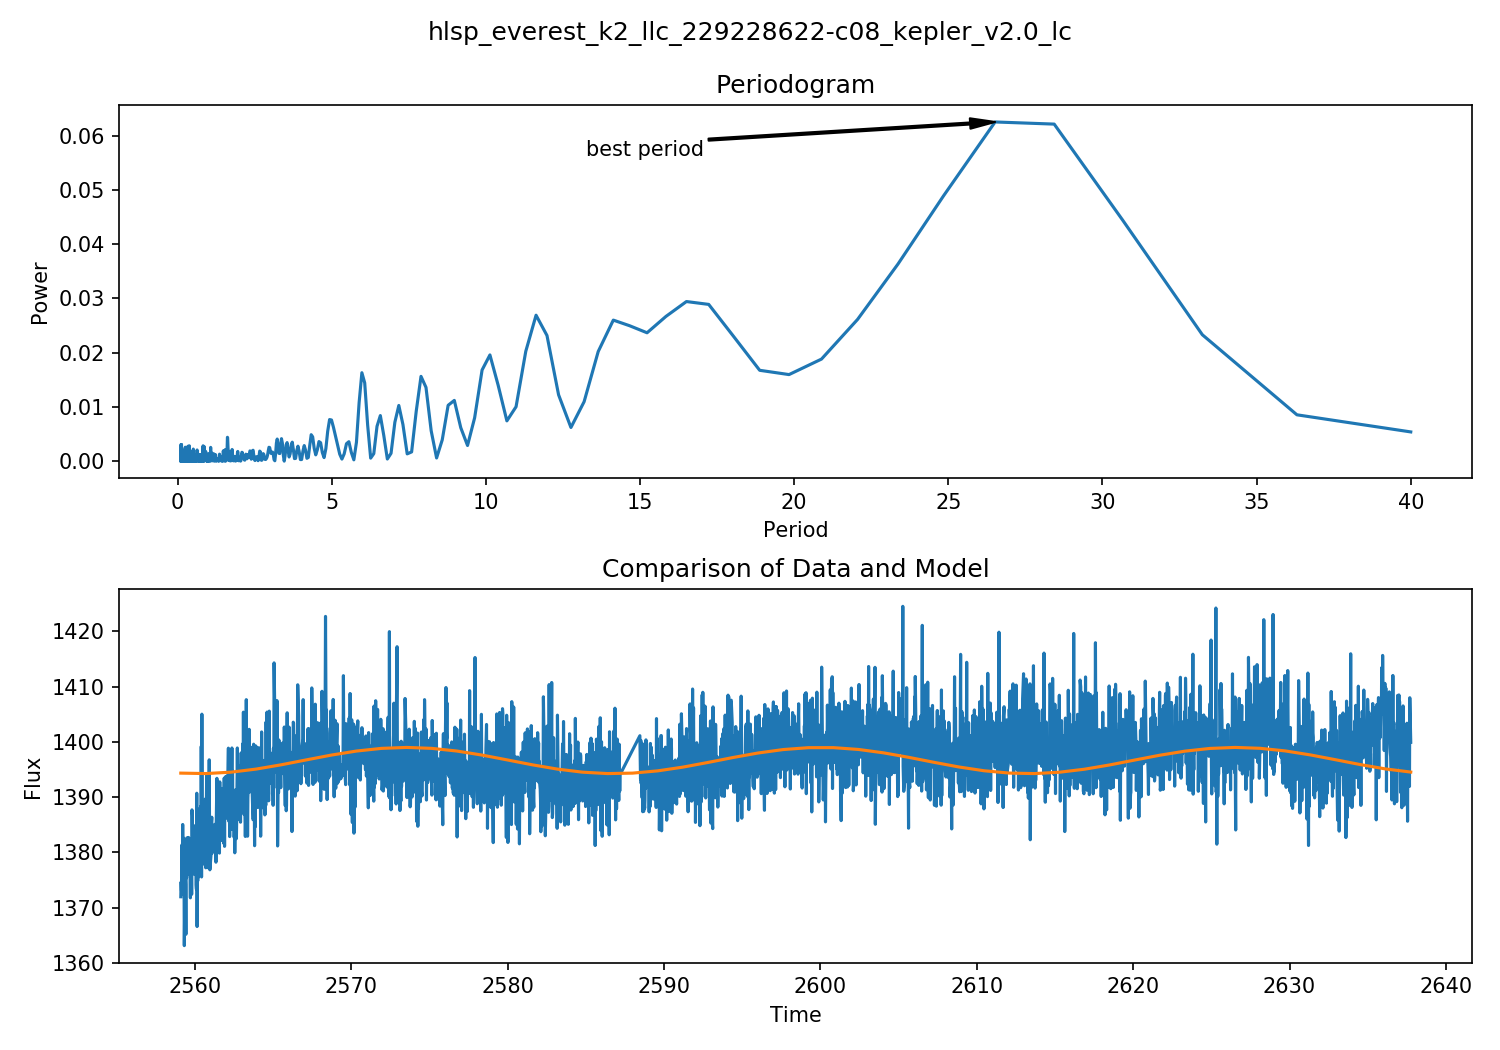 hlsp_everest_k2_llc_229228622-c08_kepler_v2.0_lc
Periodogram
best period
0.06
0.05
0.04
0.03
0.02
0.01
0.00
Power
0 5 10 15 20 25 30 35 40
Period
Comparison of Data and Model
1420
1410
1400
1390
1380
1370
1360
Flux
2560 2570 2580 2590 2600 2610 2620 2630 2640
Time